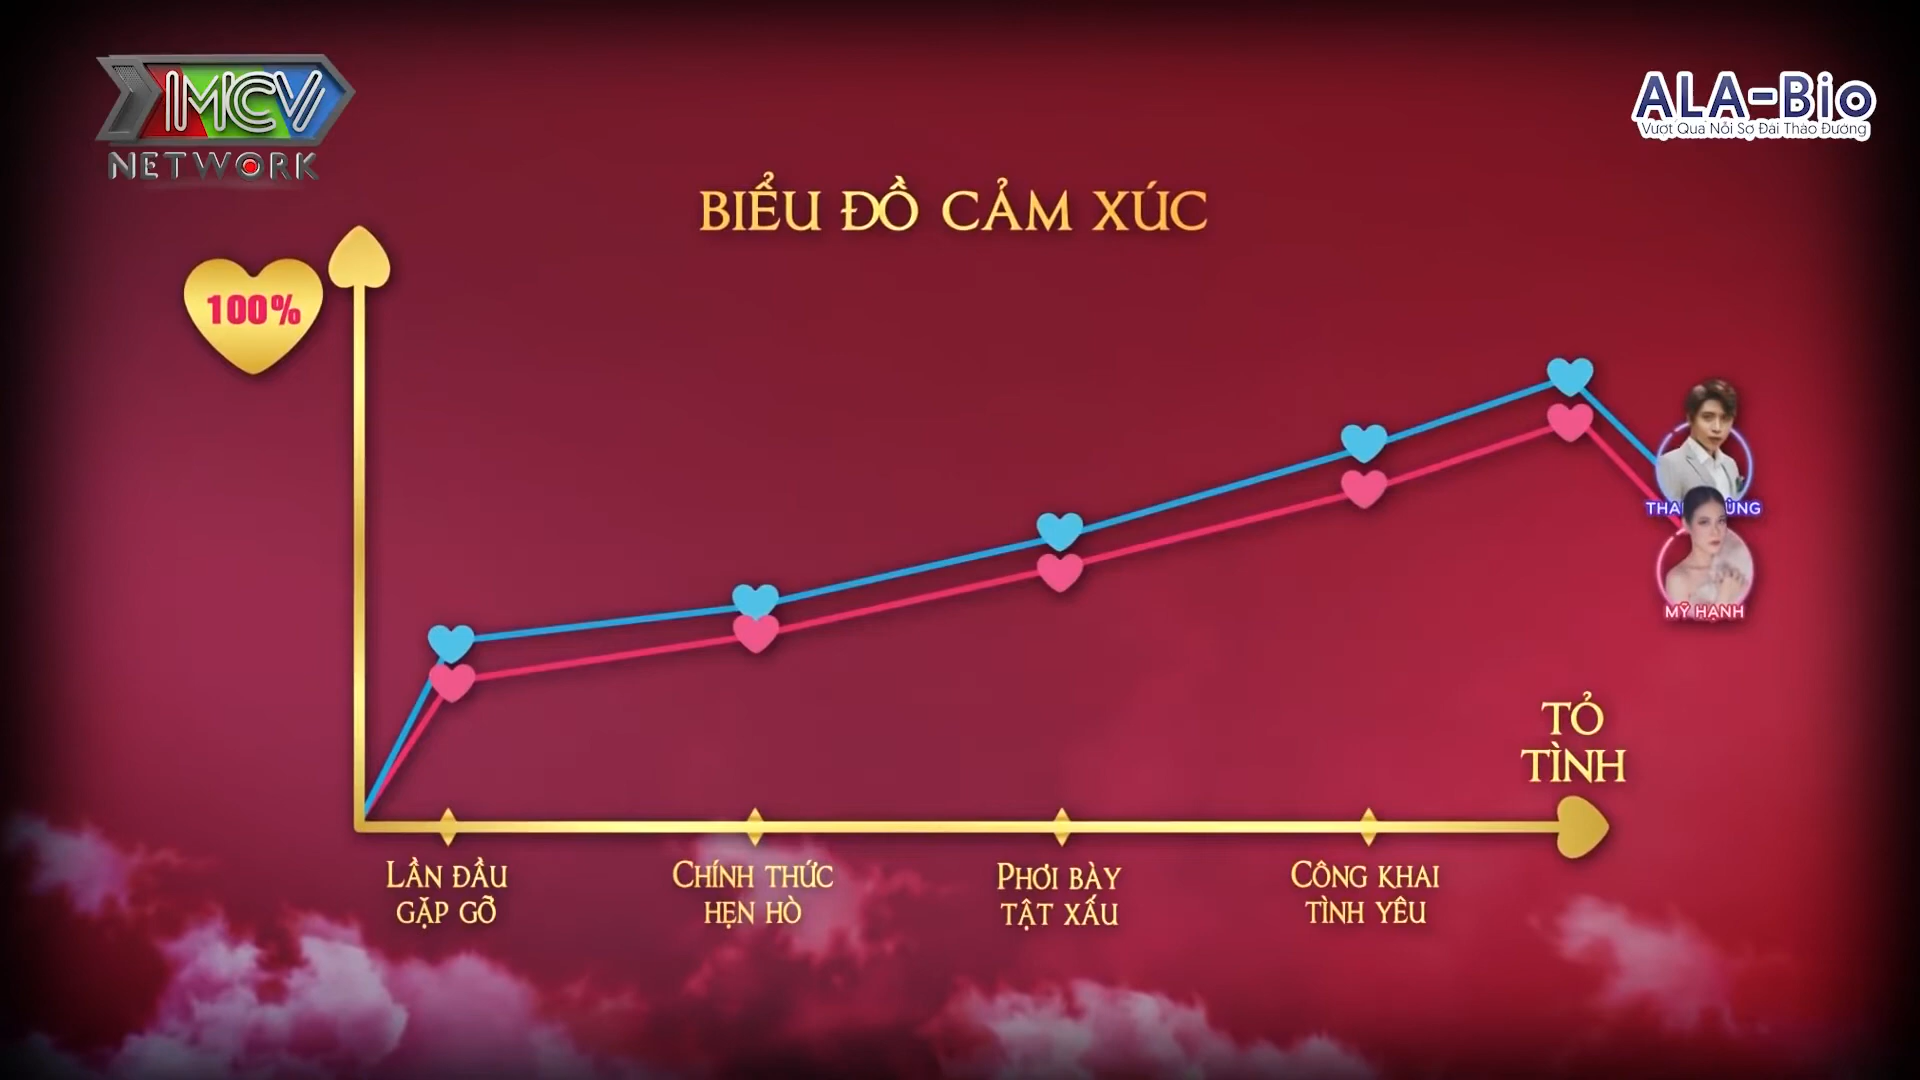 MCV
NETWORK
ALA-Bio
Vượt Qua Nỗi Sợ Đái Tháo Đường
BIỂU ĐỒ CẢM XÚC
100%
MỸ HẠNH
TỎ
TÌNH
LẦN ĐẦU
GẶP GỠ
CHÍNH THỨC
HẸN HÒ
PHƠI BÀY
TẬT XẤU
CÔNG KHAI
TÌNH YÊU